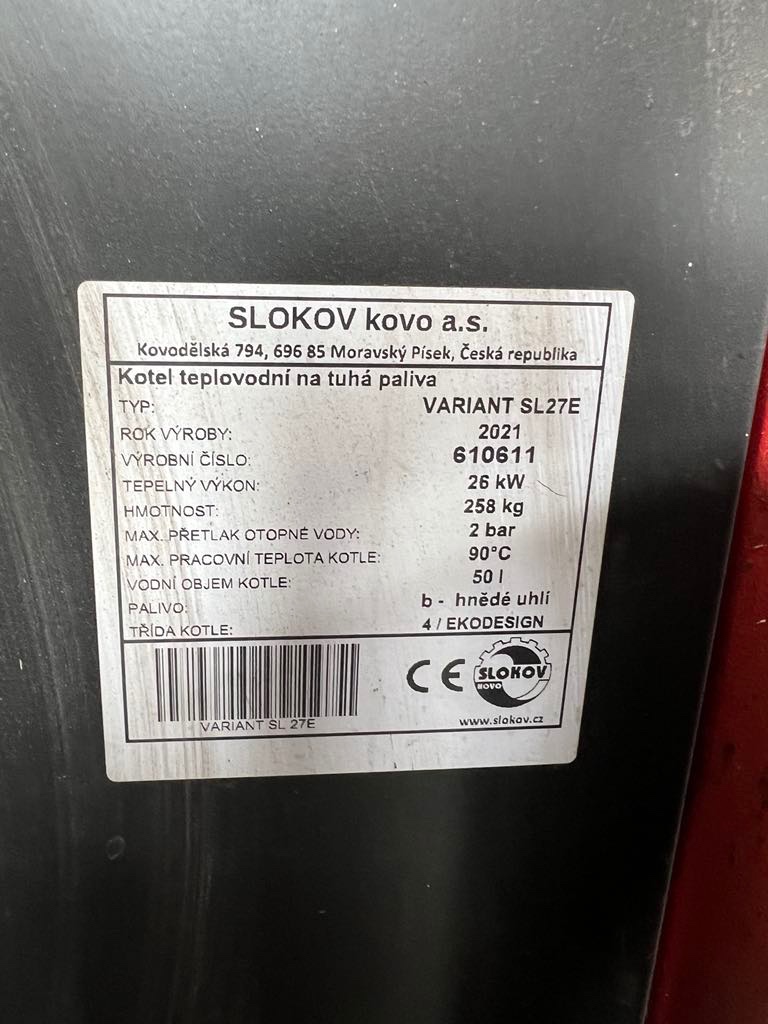 SLOKOV kovo a.s.
Kovodělská 794, 696 85 Moravský Písek, Česká republika
Kotel teplovodní na tuhá paliva
TYP: VARIANT SL27E
ROK VÝROBY: 2021
VÝROBNÍ ČÍSLO: 610611
TEPELNÝ VÝKON: 26 kW
HMOTNOST: 258 kg
MAX. PŘETLAK OTOPNÉ VODY: 2 bar
MAX. PRACOVNÍ TEPLOTA KOTLE: 90°C
VODNÍ OBJEM KOTLE: 50 l
PALIVO: b - hnědé uhlí
TŘÍDA KOTLE: 4 / EKODESIGN
VARIANT SL 27E
CE
SLOKOV
KOVO
www.slokov.cz